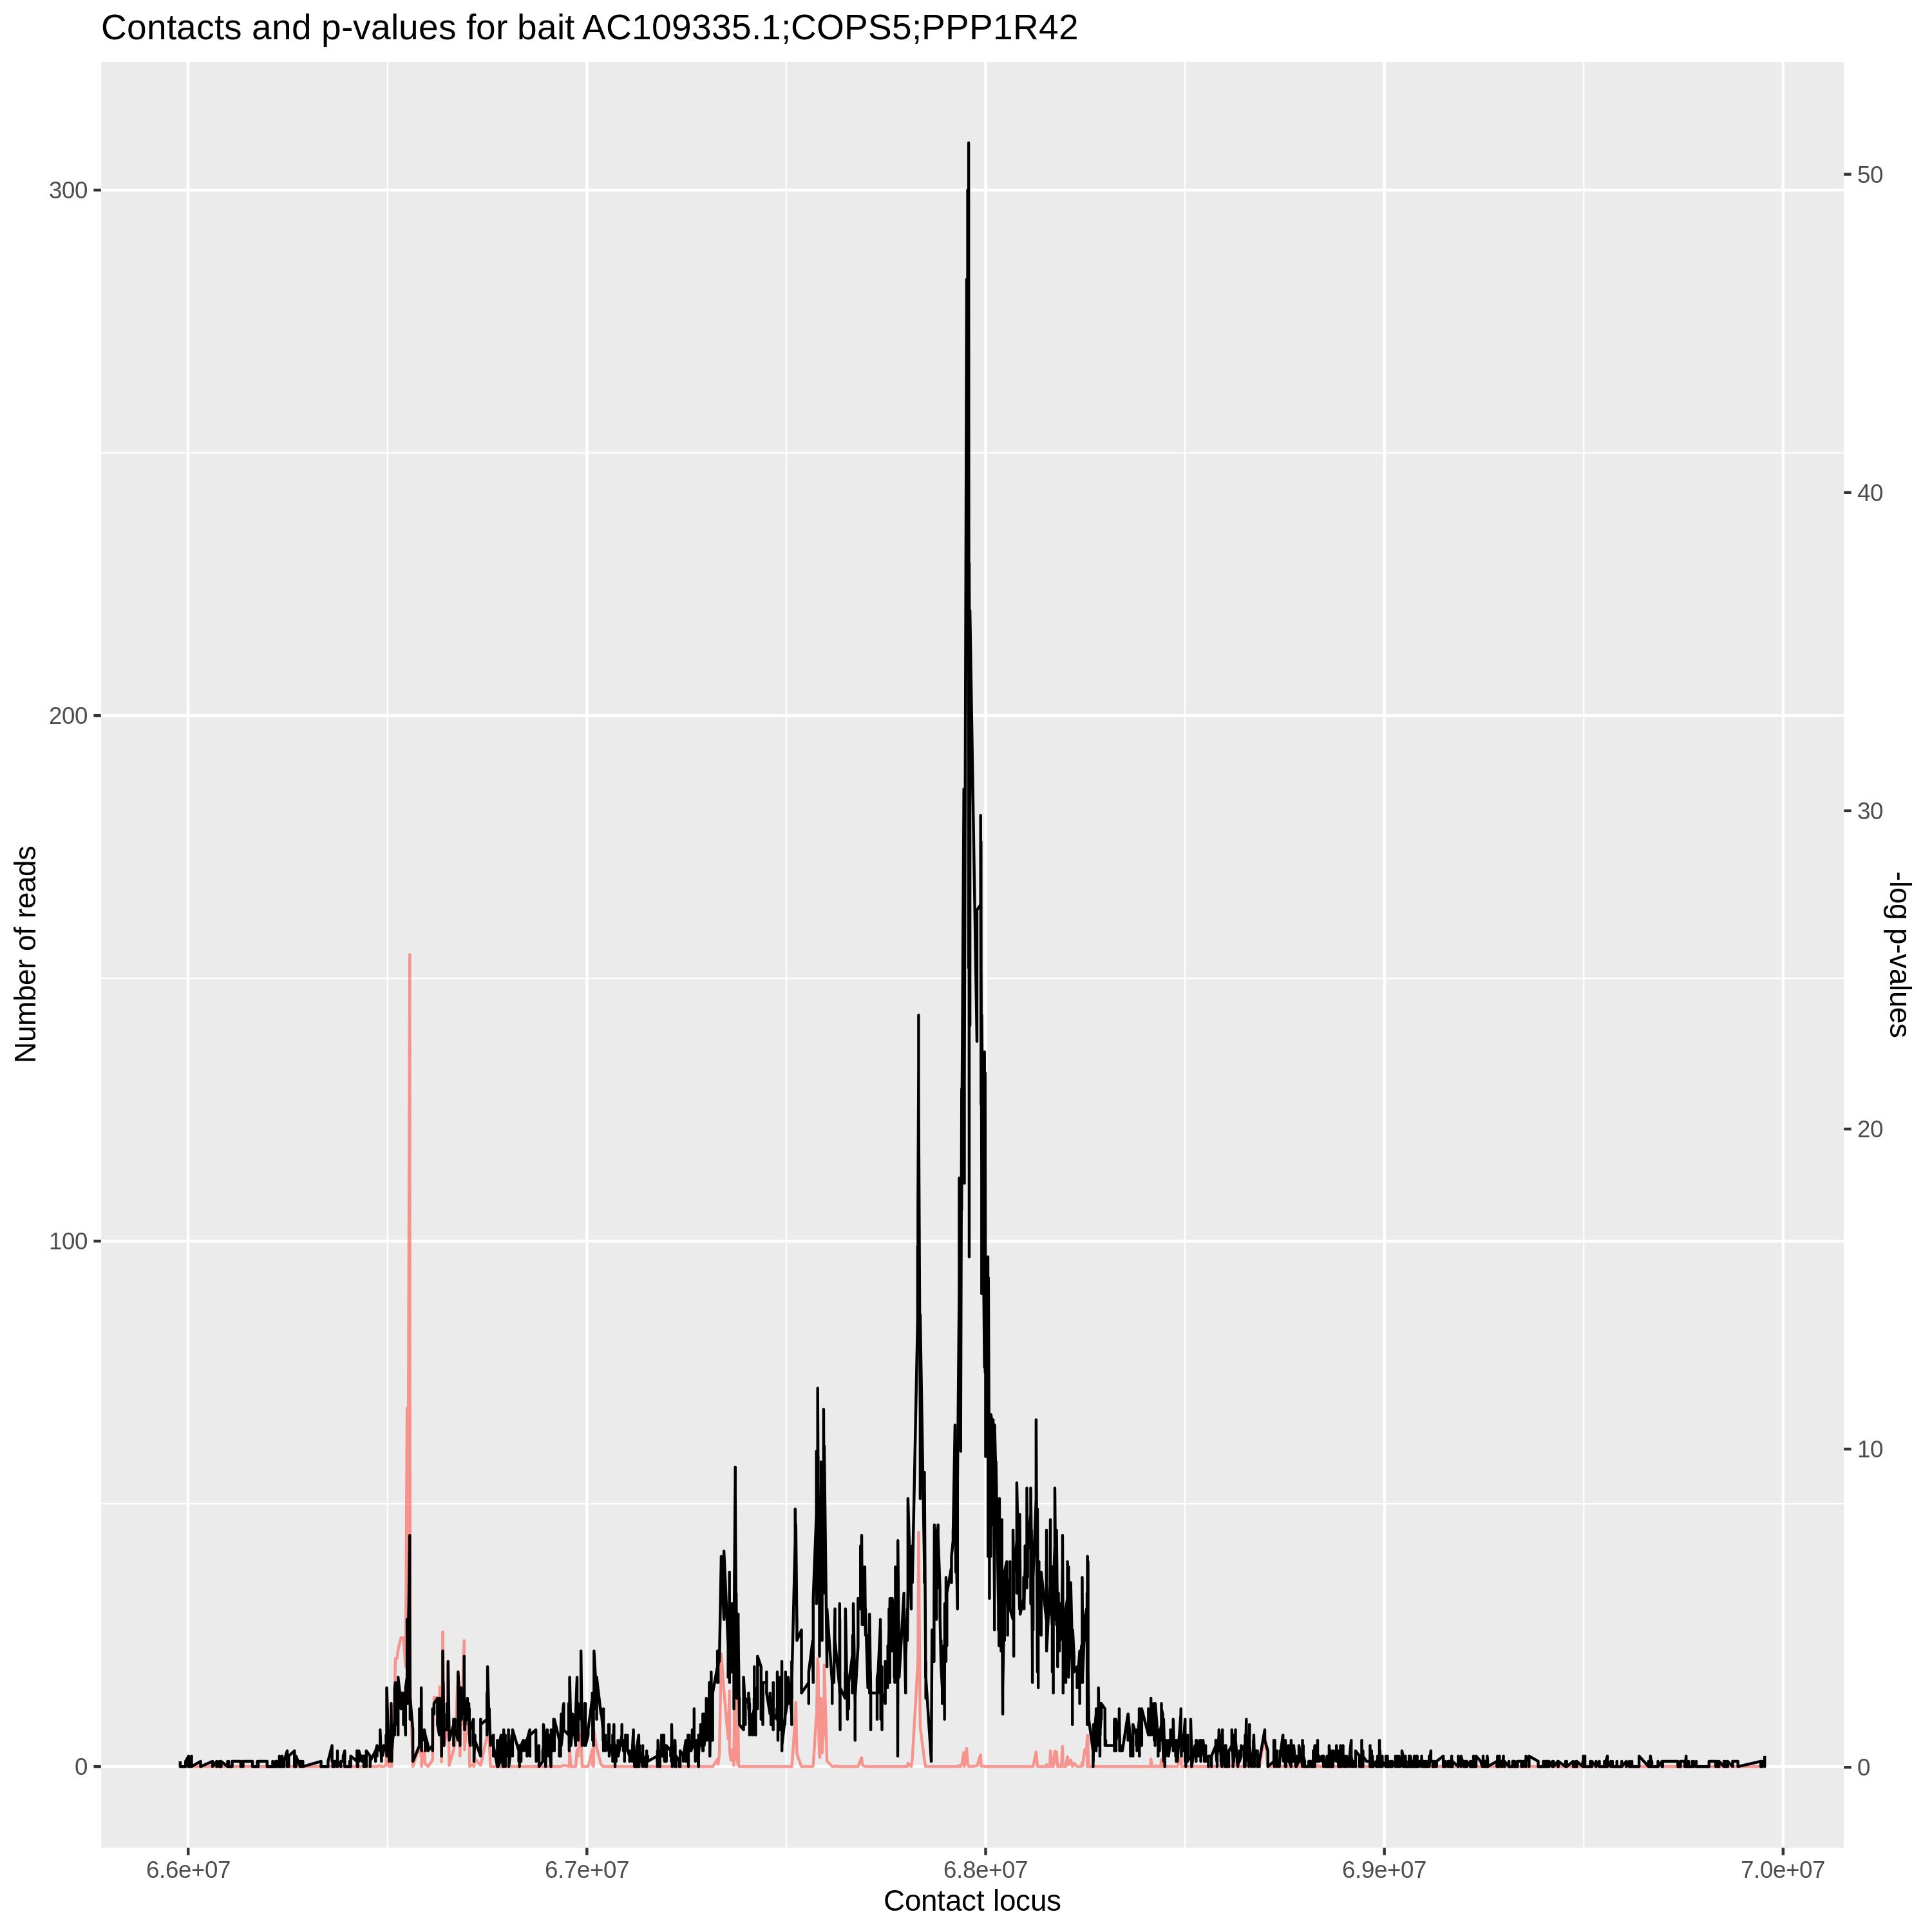 Contacts and p-values for bait AC109335.1;COPS5;PPP1R42
300
200
100
0
Number of reads
50
40
30
20
10
0
-log p-values
6.6e+07
6.7e+07
6.8e+07
6.9e+07
7.0e+07
Contact locus